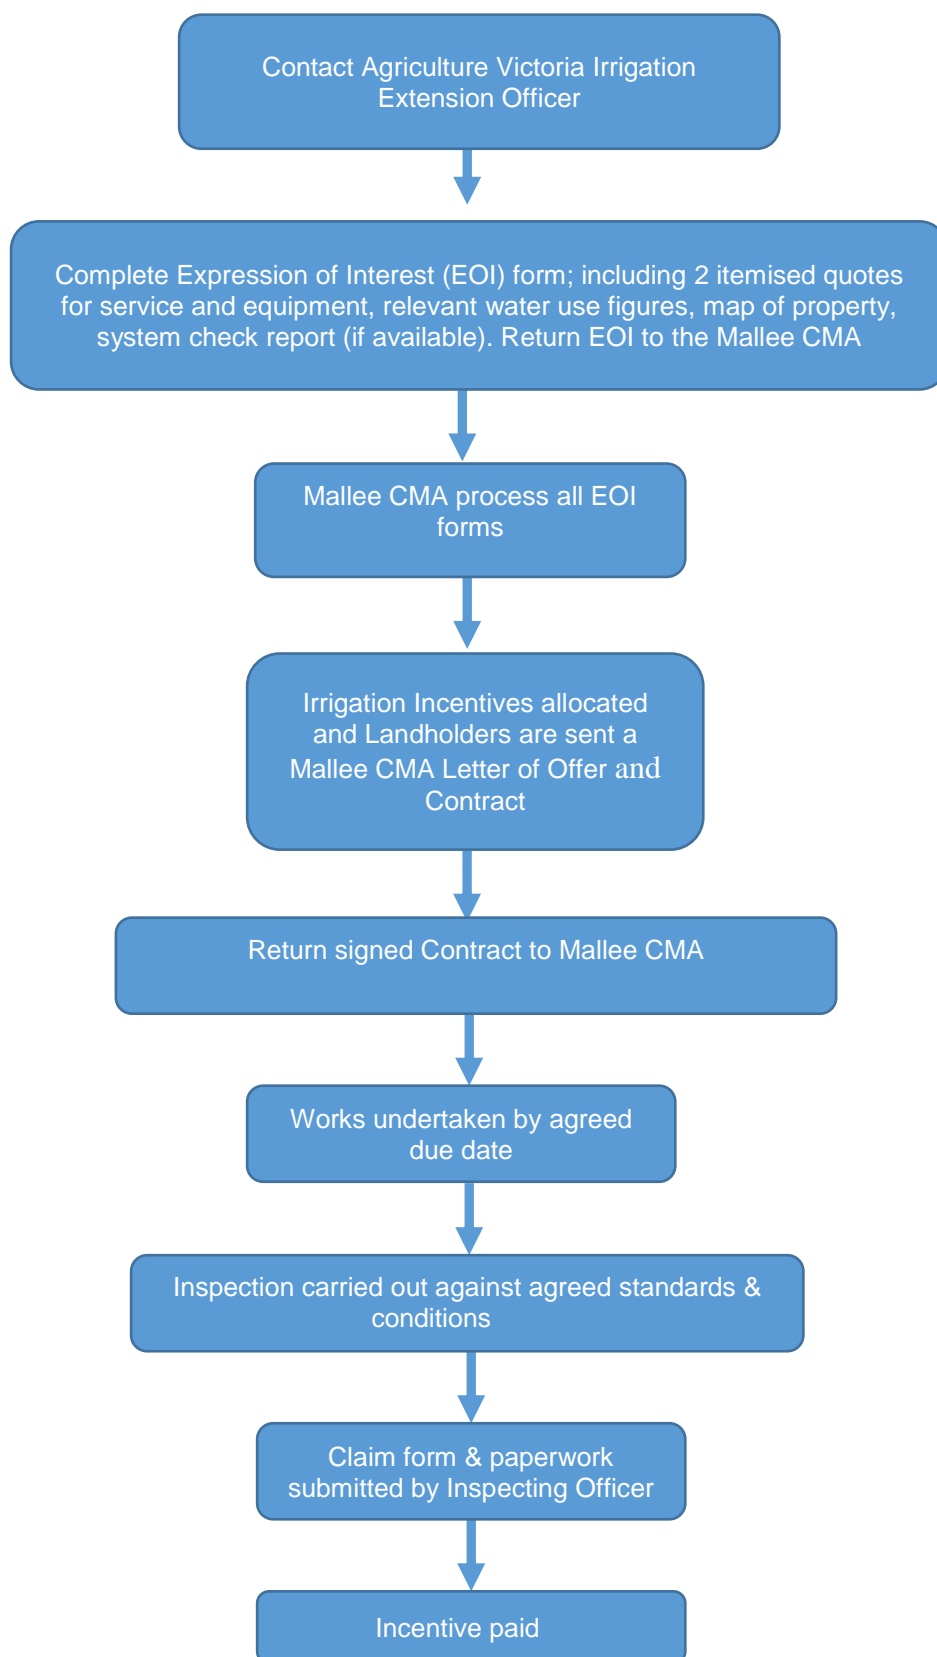 Contact Agriculture Victoria Irrigation
Extension Officer
Complete Expression of Interest (EOI) form; including 2 itemised quotes
for service and equipment, relevant water use figures, map of property,
system check report (if available). Return EOI to the Mallee CMA
Mallee CMA process all EOI
forms
Irrigation Incentives allocated
and Landholders are sent a
Mallee CMA Letter of Offer and
Contract
Return signed Contract to Mallee CMA
Works undertaken by agreed
due date
Inspection carried out against agreed standards &
conditions
Claim form & paperwork
submitted by Inspecting Officer
Incentive paid